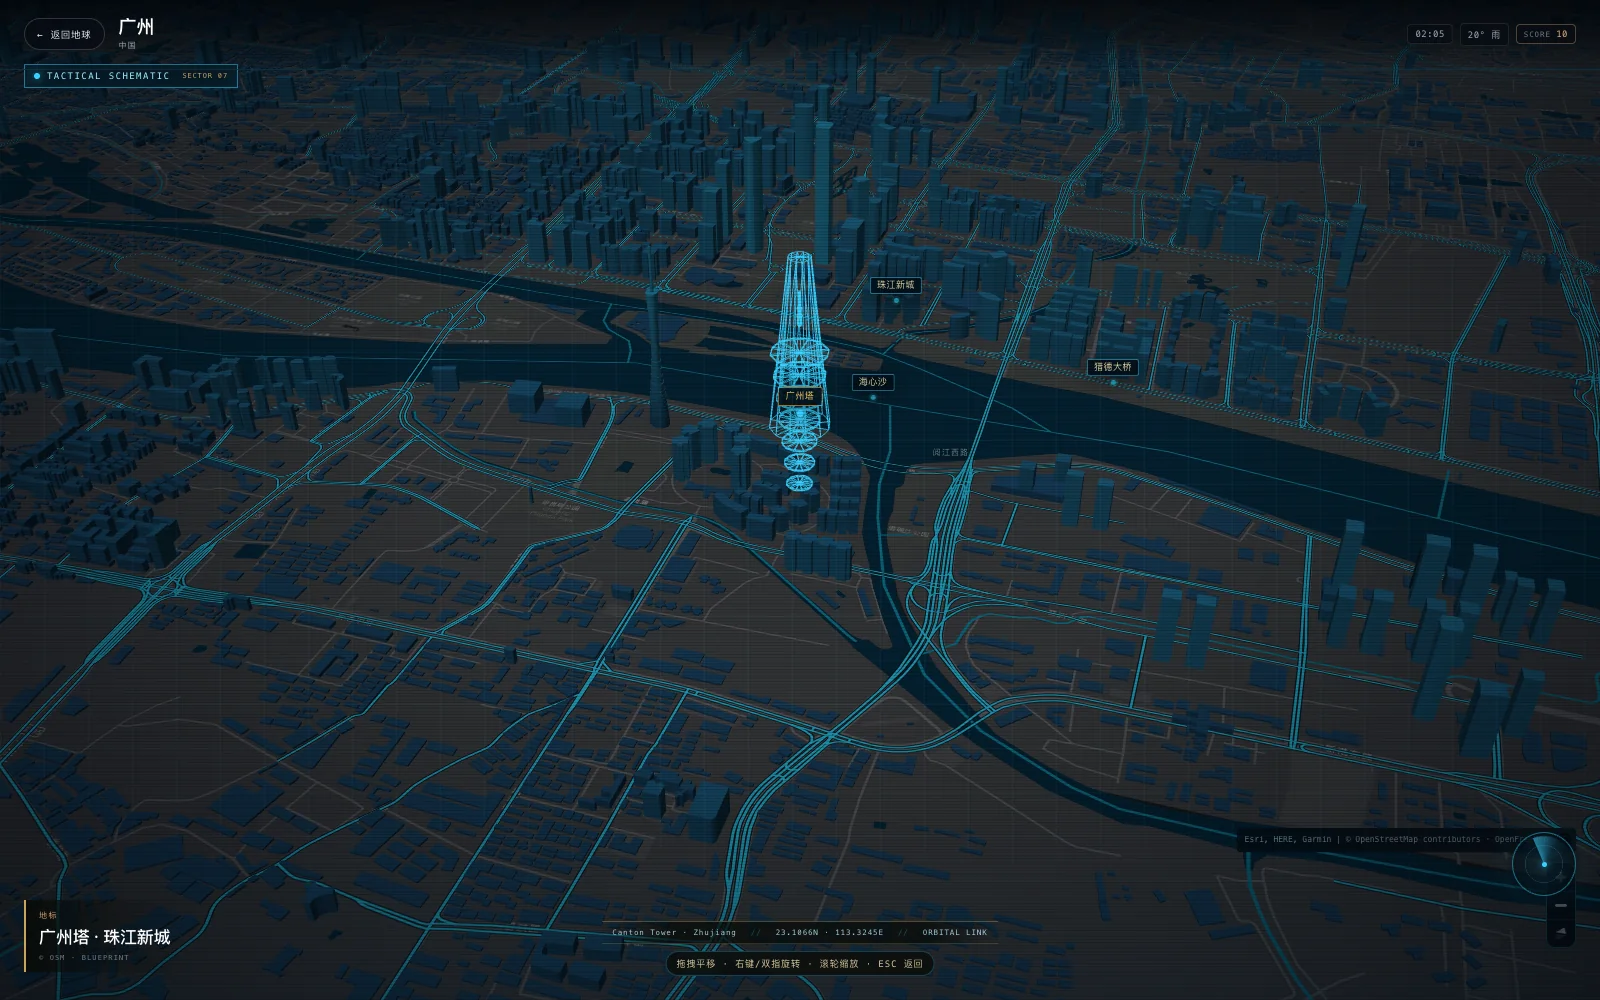 ← 返回地球
广州
中国
02:05
20° 雨
SCORE 10
TACTICAL SCHEMATIC SECTOR 07
珠江新城
猎德大桥
海心沙
广州塔
阅江西路
Esri, HERE, Garmin | © OpenStreetMap contributors · OpenFr
地标
广州塔 · 珠江新城
© OSM · BLUEPRINT
Canton Tower · Zhujiang // 23.1066N · 113.3245E // ORBITAL LINK
拖拽平移 · 右键/双指旋转 · 滚轮缩放 · ESC 返回